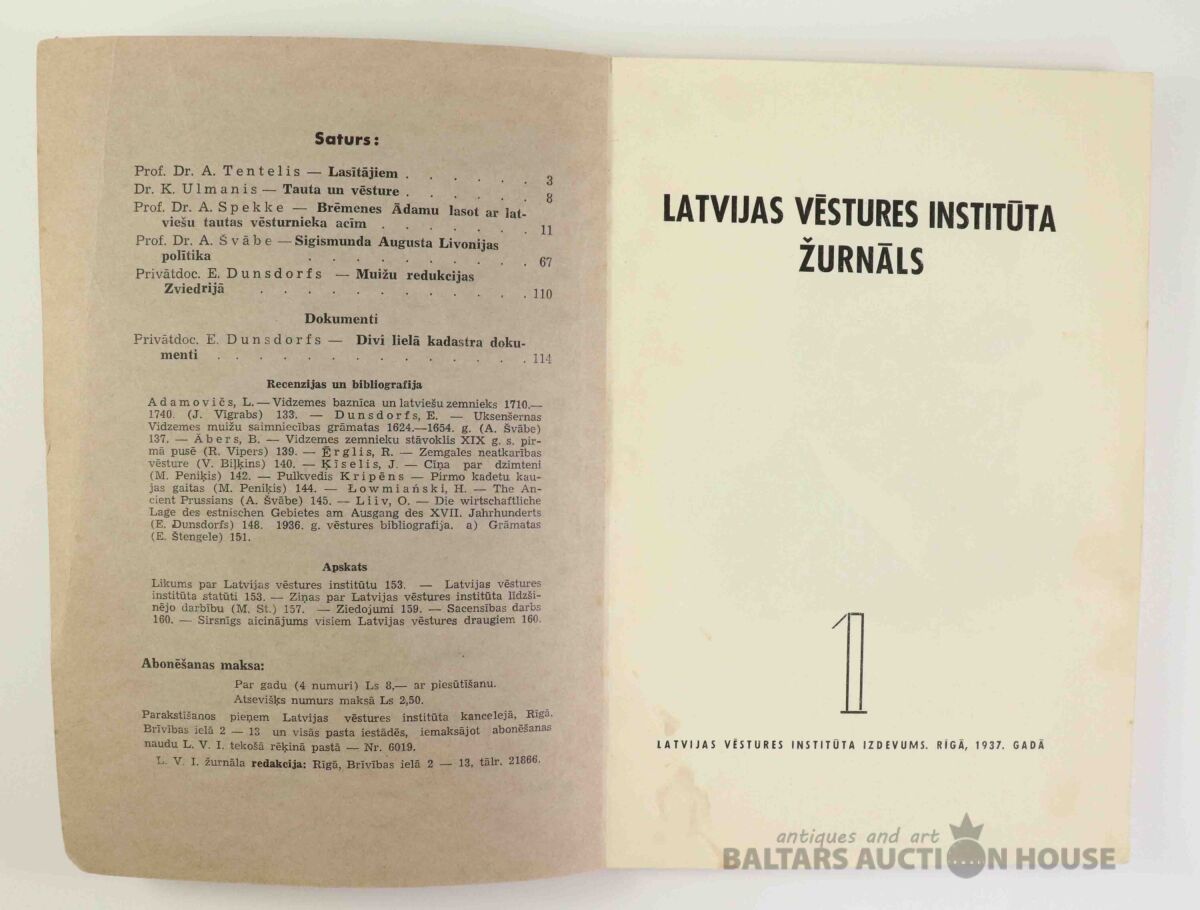 Saturs:
Prof. Dr. A. Tentelis — Lasītājiem . . . . . . 3
Dr. K. Ulmanis — Tauta un vēsture . . . . . . 8
Prof. Dr. A. Spekke — Brēmenes Ādamu lasot ar lat-
viešu tautas vēsturnieka acīm . . . . . . . 11
Prof. Dr. A. Švābe — Sigismunda Augusta Livonijas
polītika . . . . . . . . . . 67
Privātdoc. E. Dunsdorfs — Muižu redukcijas
Zviedrijā . . . . . . . . . . . 110
Dokumenti
Privātdoc. E. Dunsdorfs — Divi lielā kadastra doku-
menti . . . . . . . . . . . . . 114
Recenzijas un bibliografija
Adamovičs, L. — Vidzemes baznīca un latviešu zemnieks 1710.—
1740. (J. Vīgrabs) 133. — Dunsdorfs, E. — Uksenšernas
Vidzemes muižu saimniecības grāmatas 1624.—1654. g. (A. Švābe)
137. — Ābers, B. — Vidzemes zemnieku stāvoklis XIX g. s. pir-
mā pusē (R. Vipers) 139. — Ērglis, R. — Zemgales neatkarības
vēsture (V. Biļķins) 140. — Ķīselis, J. — Cīņa par dzimteni
(M. Peniķis) 142. — Pulkvedis Kripēns — Pirmo kadetu kau-
jas gaitas (M. Peniķis) 144. — Łowmiański, H. — The An-
cient Prussians (A. Švābe) 145. — Liiv, O. — Die wirtschaftliche
Lage des estnischen Gebietes am Ausgang des XVII. Jahrhunderts
(E. Dunsdorfs) 148. 1936. g. vēstures bibliografija. a) Grāmatas
(E. Štengele) 151.
Apskats
Likums par Latvijas vēstures institūtu 153. — Latvijas vēstures
institūta statūti 153. — Ziņas par Latvijas vēstures institūta līdzši-
nējo darbību (M. St.) 157. — Ziedojumi 159. — Sacensības darbs
160. — Sirsnīgs aicinājums visiem Latvijas vēstures draugiem 160.
Abonēšanas maksa:
Par gadu (4 numuri) Ls 8,— ar piesūtīšanu.
Atsevišķs numurs maksā Ls 2,50.
Parakstīšanos pieņem Latvijas vēstures institūta kancelejā, Rīgā,
Brīvības ielā 2 — 13 un visās pasta iestādēs, iemaksājot abonēšanas
naudu L. V. I. tekošā rēķinā pastā — Nr. 6019.
L. V. I. žurnāla redakcija: Rīgā, Brīvības ielā 2 — 13, tālr. 21866.
LATVIJAS VĒSTURES INSTITŪTA
ŽURNĀLS
1
LATVIJAS VĒSTURES INSTITŪTA IZDEVUMS. RĪGĀ, 1937. GADĀ
antiques and art
BALTARS AUCTION HOUSE